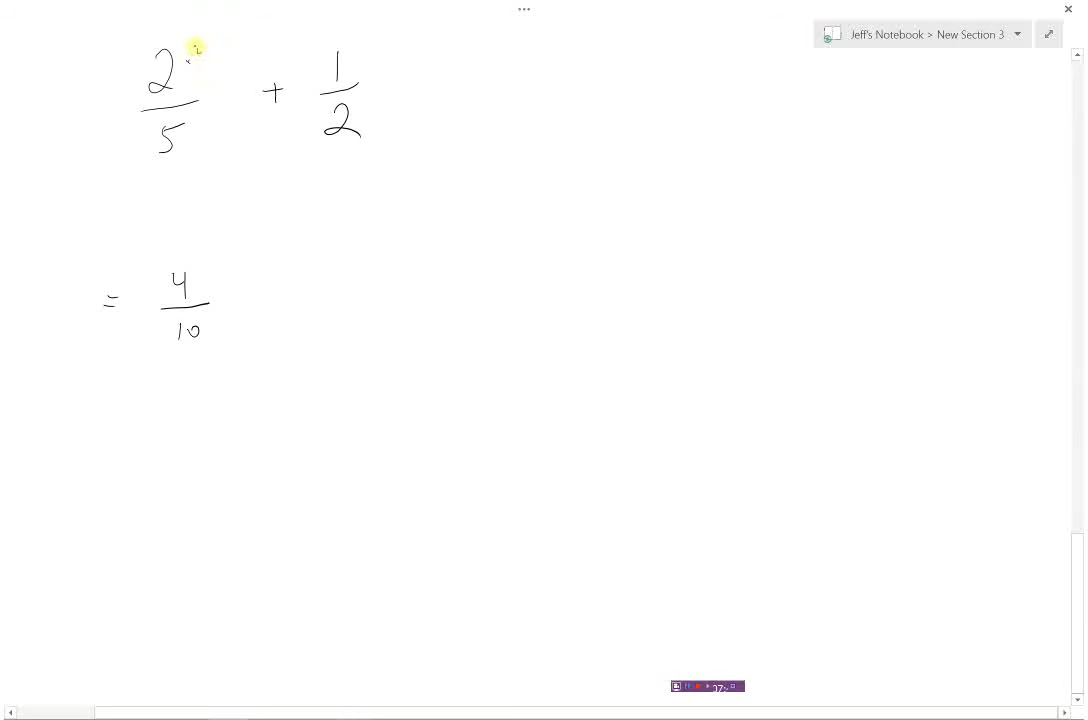 Jeff's Notebook > New Section 3
2/5 + 1/2
= 4/10